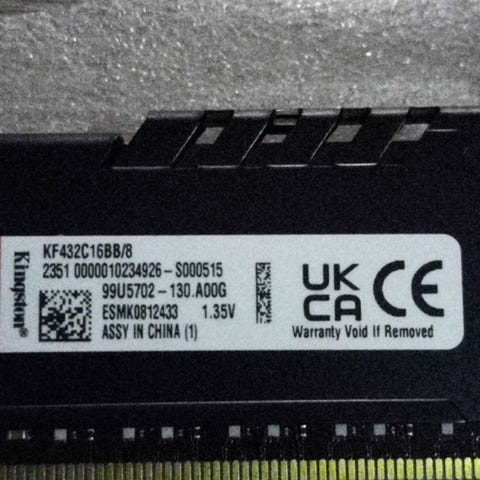 Kingston®
KF432C16BB/8
2351 0000010234926-S000515
99U5702-130.A00G
ESMK0812433 1.35V
ASSY IN CHINA (1)
UK
CA
CE
Warranty Void If Removed